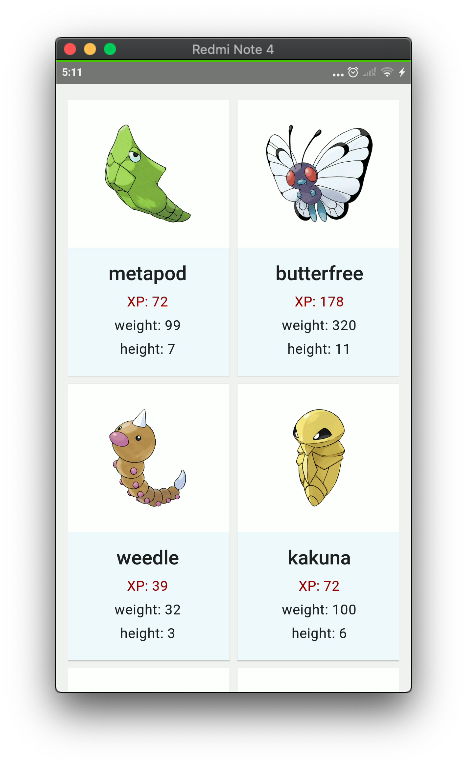 Redmi Note 4
5:11
metapod
XP: 72
weight: 99
height: 7
butterfree
XP: 178
weight: 320
height: 11
weedle
XP: 39
weight: 32
height: 3
kakuna
XP: 72
weight: 100
height: 6